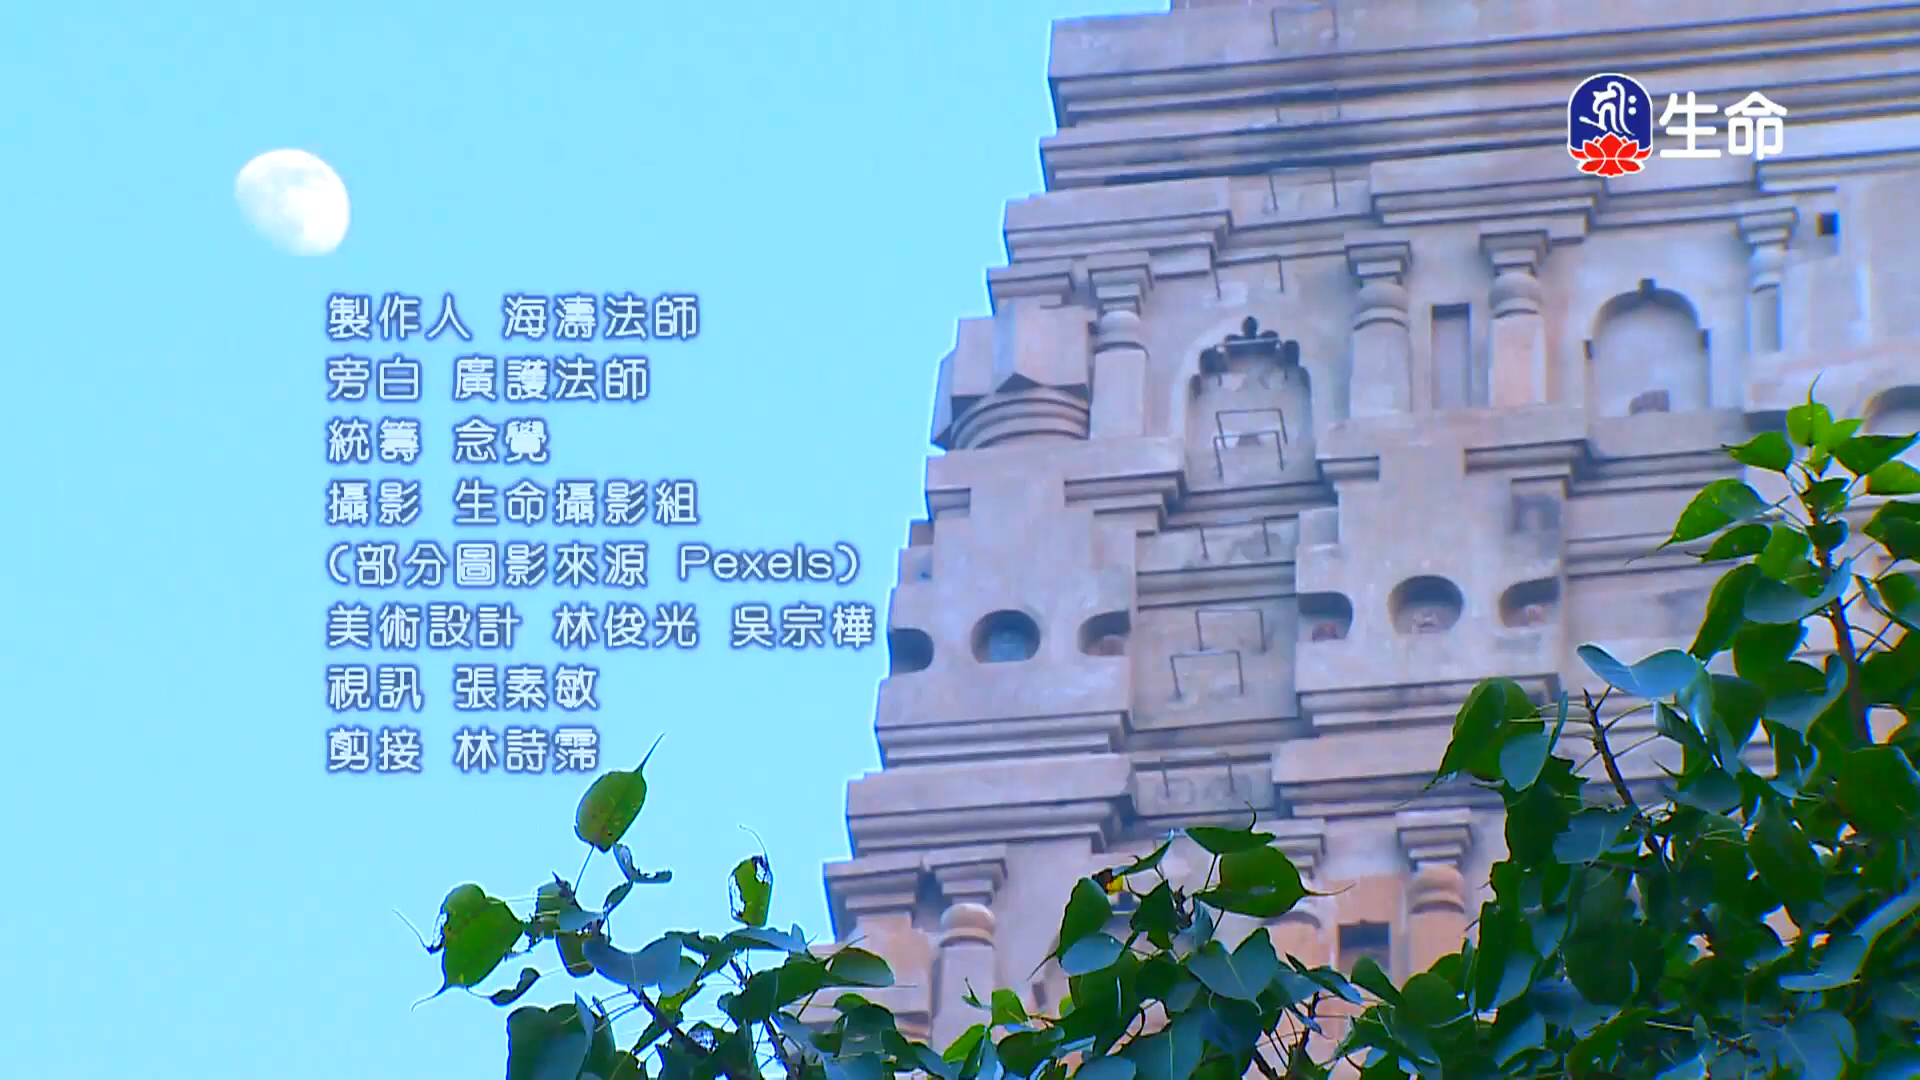 生命
製作人 海濤法師
旁白 廣護法師
統籌 念覺
攝影 生命攝影組
(部分圖影來源 Pexels)
美術設計 林俊光 吳宗樺
視訊 張素敏
剪接 林詩霈